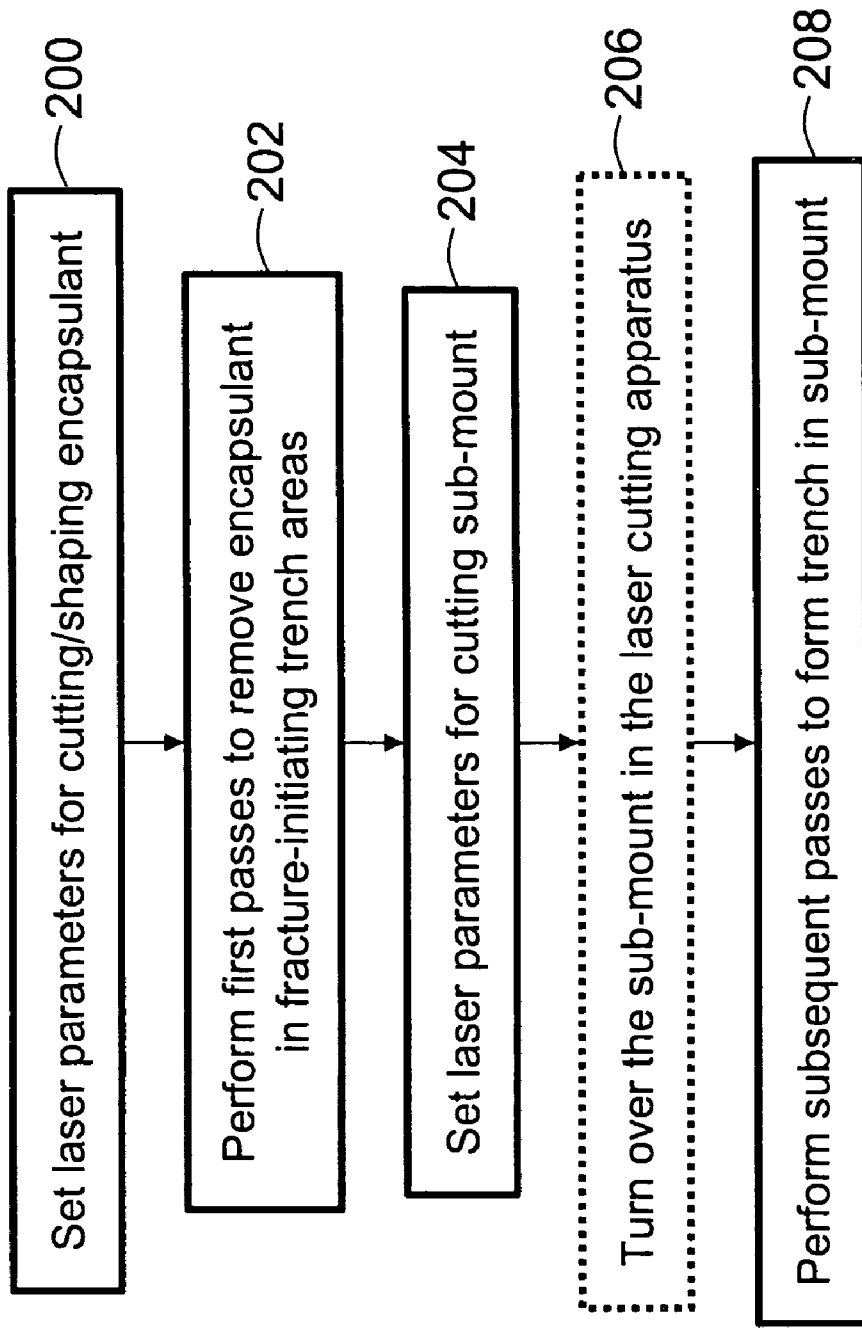 Set laser parameters for cutting/shaping encapsulant
200
Perform first passes to remove encapsulant
in fracture-initiating trench areas
202
Set laser parameters for cutting sub-mount
204
Turn over the sub-mount in the laser cutting apparatus
206
Perform subsequent passes to form trench in sub-mount
208